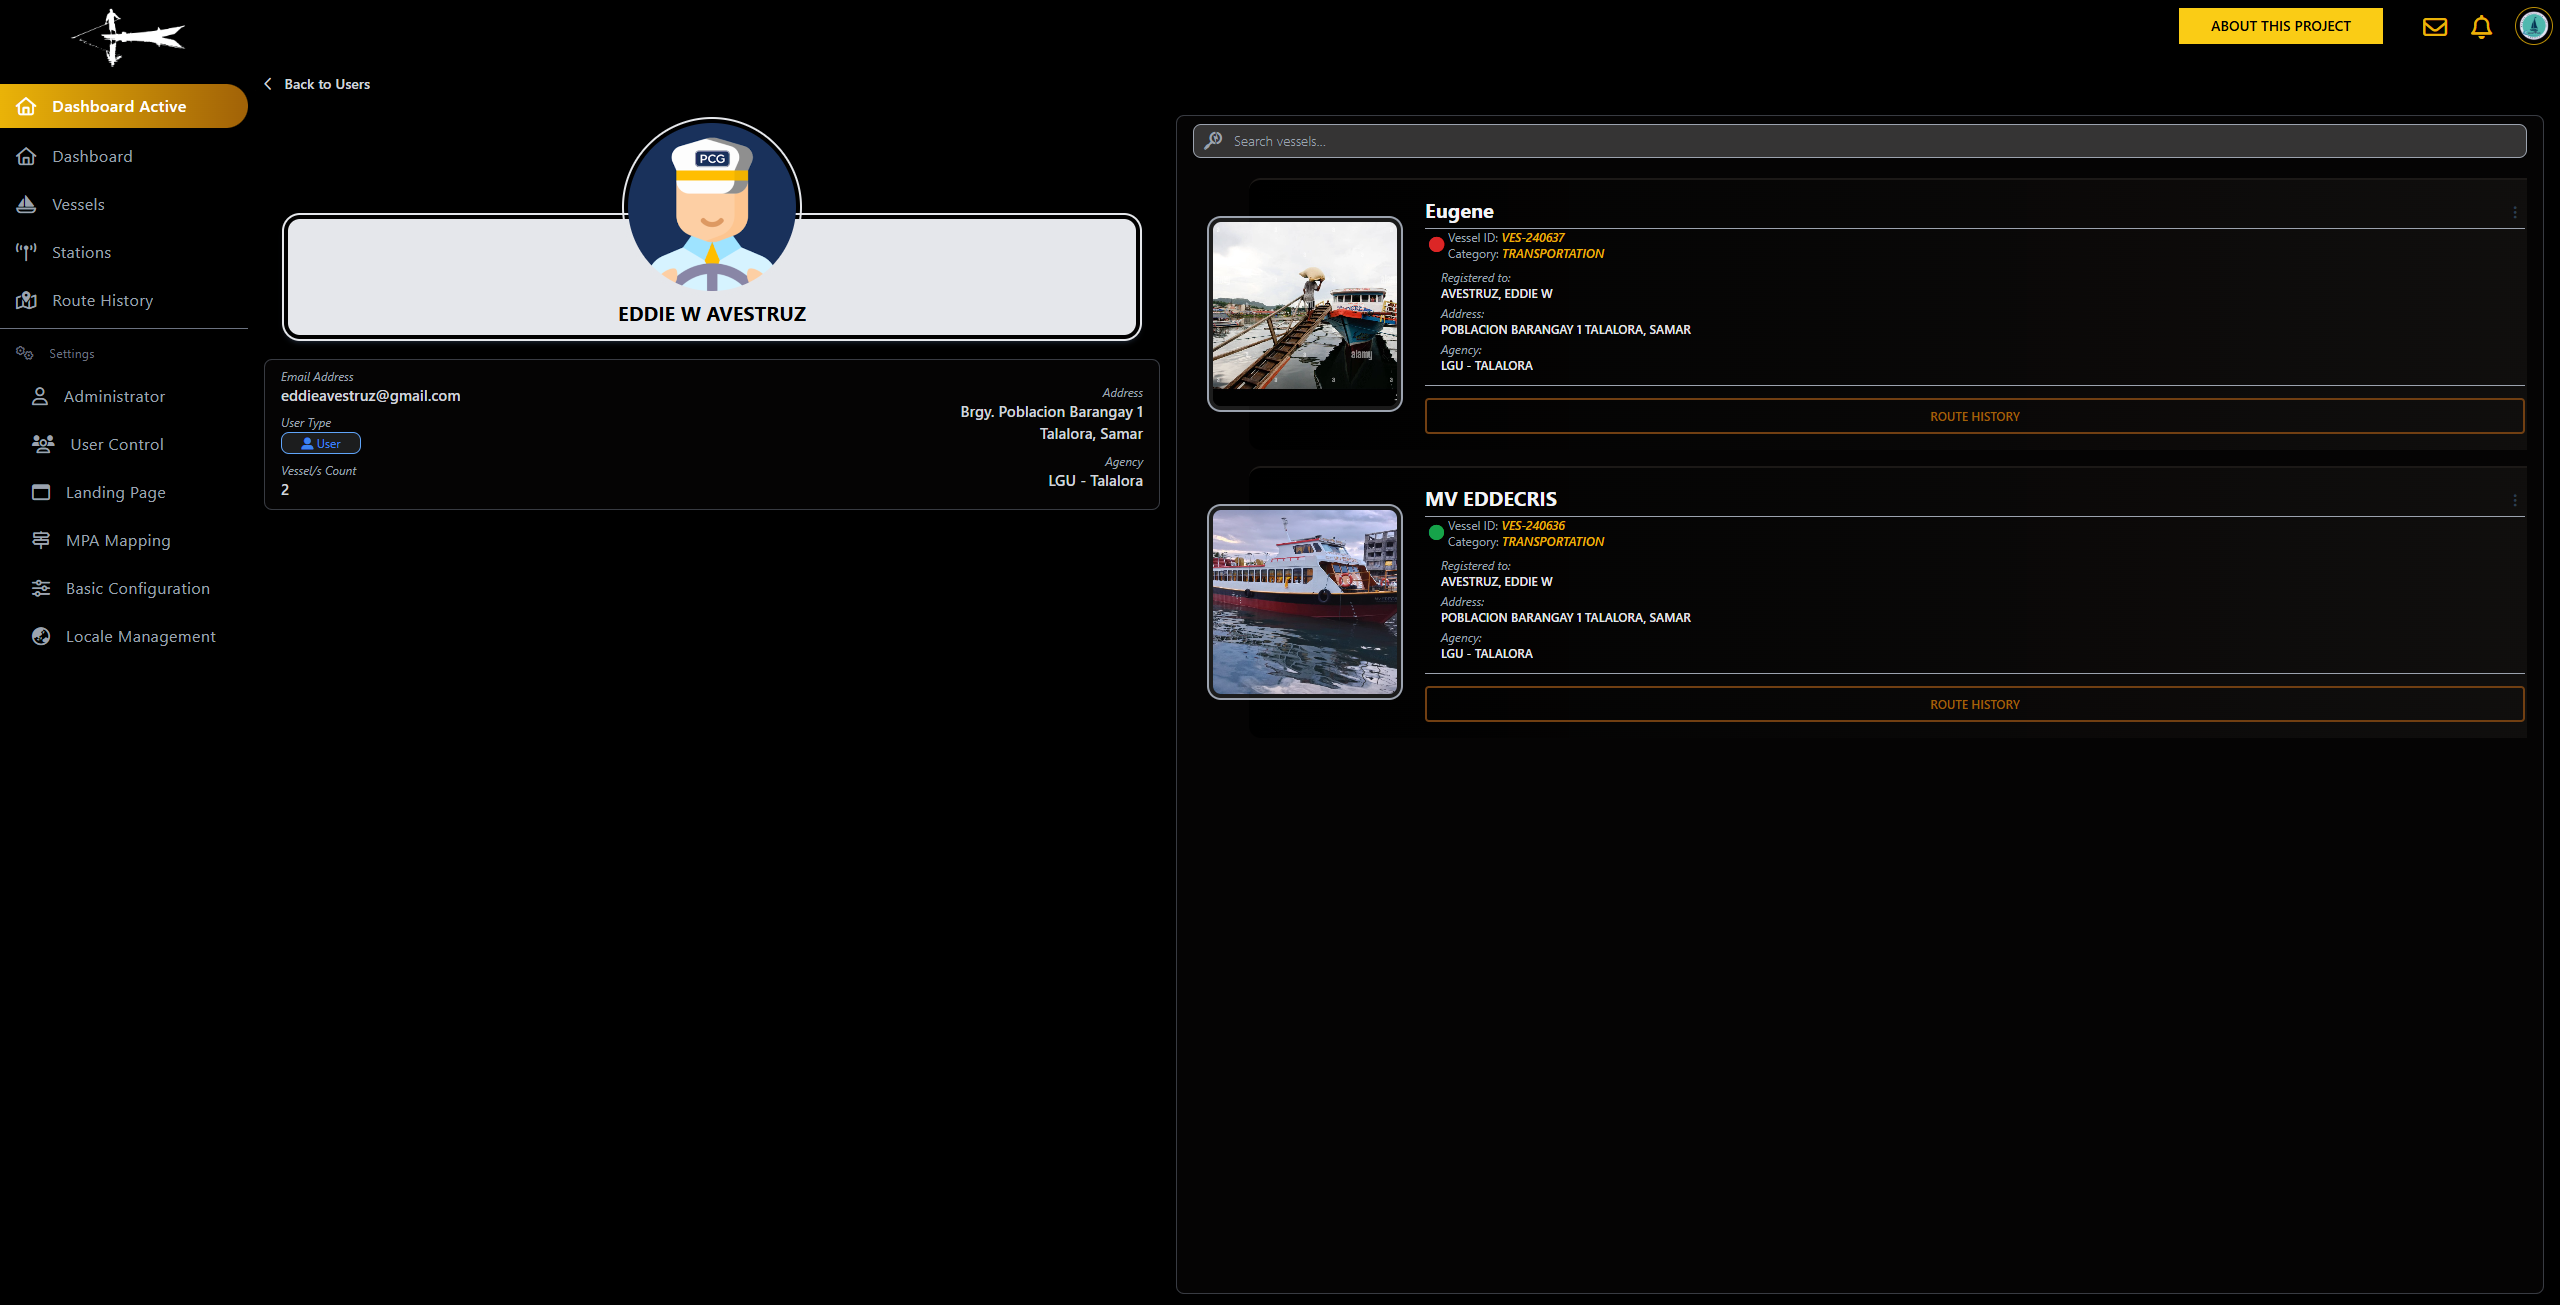 ABOUT THIS PROJECT
Dashboard Active
Dashboard
Vessels
Stations
Route History
Settings
Administrator
User Control
Landing Page
MPA Mapping
Basic Configuration
Locale Management
Back to Users
PCG
EDDIE W AVESTRUZ
Email Address
eddieavestruz@gmail.com
User Type
User
Vessel/s Count
2
Address
Brgy. Poblacion Barangay 1
Talalora, Samar
Agency
LGU - Talalora
Search vessels...
Eugene
Vessel ID: VES-240637
Category: TRANSPORTATION
Registered to:
AVESTRUZ, EDDIE W
Address:
POBLACION BARANGAY 1 TALALORA, SAMAR
Agency:
LGU - TALALORA
ROUTE HISTORY
alamy
MV EDDECRIS
Vessel ID: VES-240636
Category: TRANSPORTATION
Registered to:
AVESTRUZ, EDDIE W
Address:
POBLACION BARANGAY 1 TALALORA, SAMAR
Agency:
LGU - TALALORA
ROUTE HISTORY